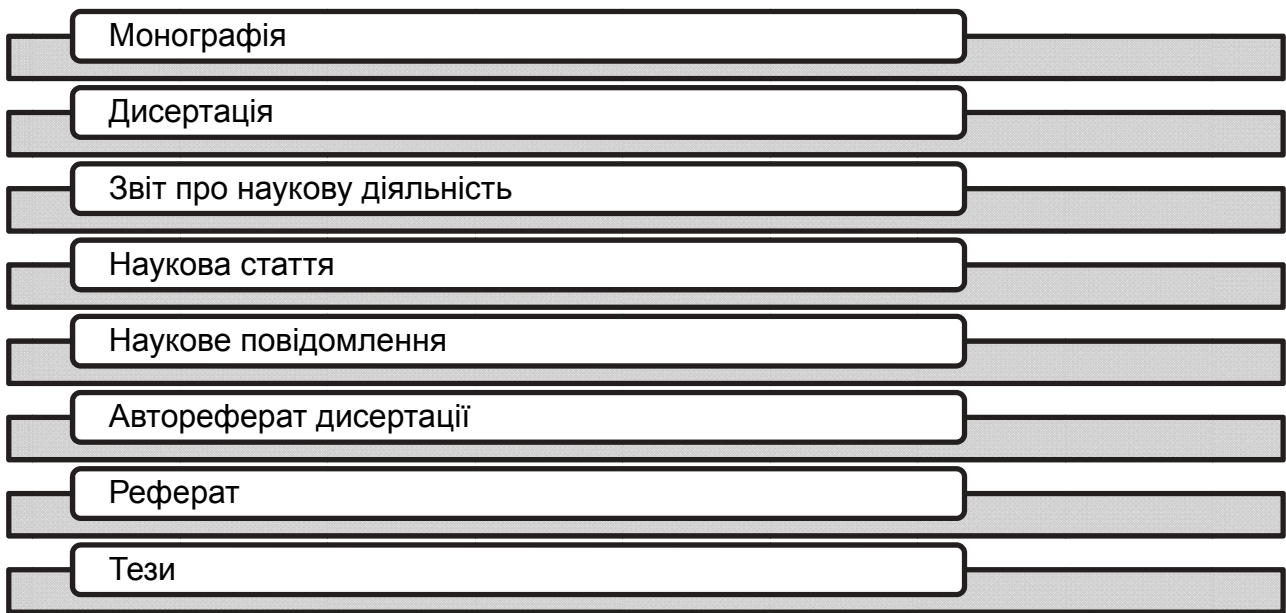 Монографія
Дисертація
Звіт про наукову діяльність
Наукова стаття
Наукове повідомлення
Автореферат дисертації
Реферат
Тези